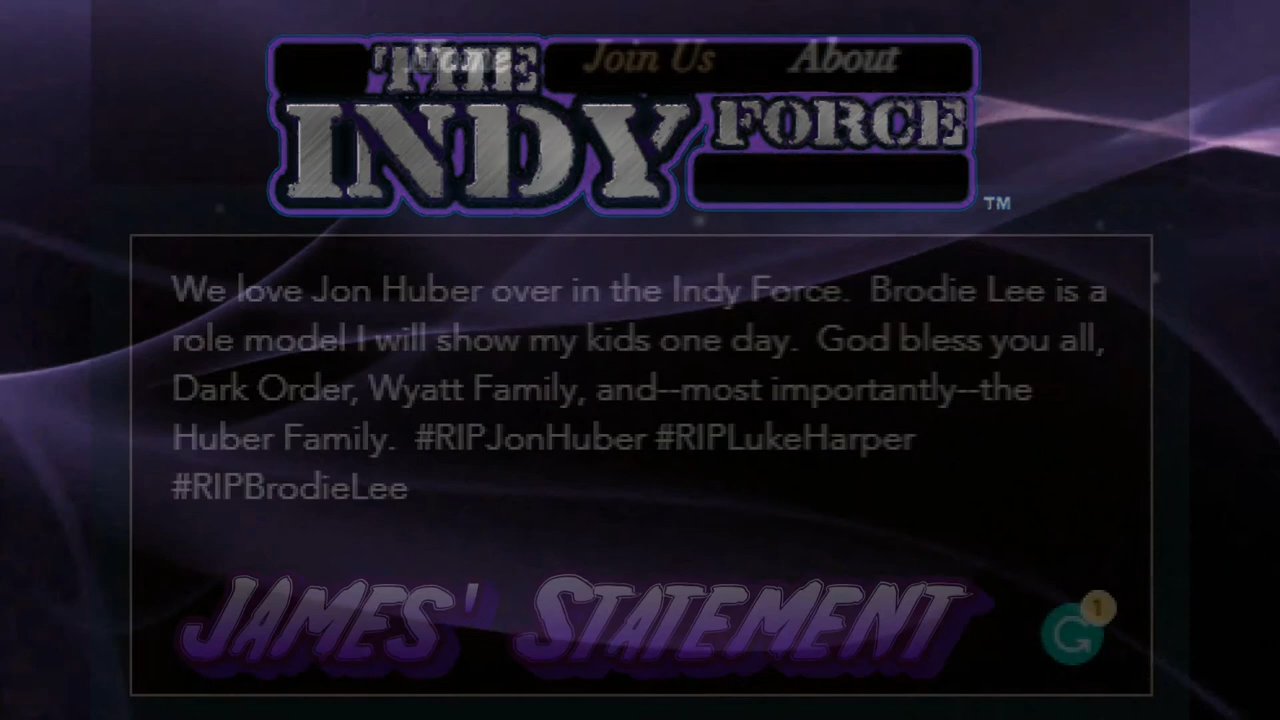 Home Join Us About
THE
INDY FORCE
TM
We love Jon Huber over in the Indy Force.  Brodie Lee is a
role model I will show my kids one day.  God bless you all,
Dark Order, Wyatt Family, and--most importantly--the
Huber Family.  #RIPJonHuber #RIPLukeHarper
#RIPBrodieLee
JAMES' STATEMENT
1